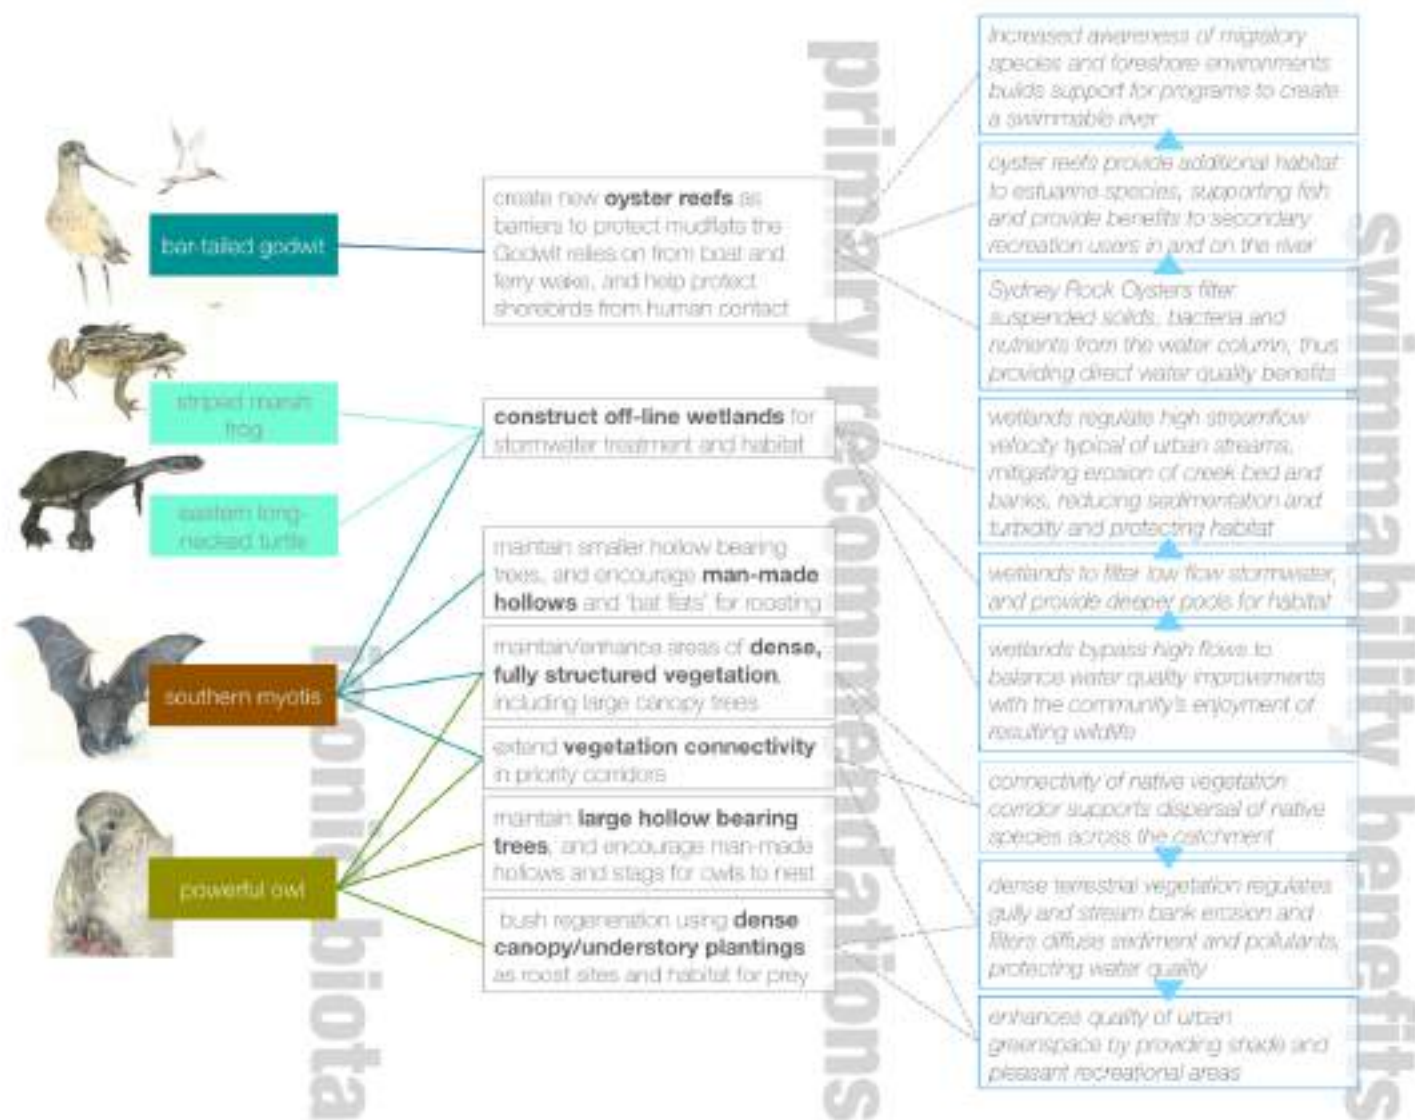 bar-tailed godwit
striped marsh
frog
eastern long-
necked turtle
southern myotis
powerful owl
iconic biota
create new oyster reefs as
barriers to protect mudflats the
Godwit relies on from boat and
ferry wake, and help protect
shorebirds from human contact
construct off-line wetlands for
stormwater treatment and habitat
maintain smaller hollow bearing
trees, and encourage man-made
hollows and 'bat flats' for roosting
maintain/enhance areas of dense,
fully structured vegetation,
including large canopy trees
extend vegetation connectivity
in priority corridors
maintain large hollow bearing
trees, and encourage man-made
hollows and stags for owls to nest
bush regeneration using dense
canopy/understory plantings
as roost sites and habitat for prey
primary recommendations
Increased awareness of migratory
species and foreshore environments
builds support for programs to create
a swimmable river
oyster reefs provide additional habitat
to estuarine species, supporting fish
and provide benefits to secondary
recreation users in and on the river
Sydney Rock Oysters filter
suspended solids, bacteria and
nutrients from the water column, thus
providing direct water quality benefits
wetlands regulate high streamflow
velocity typical of urban streams,
mitigating erosion of creek bed and
banks, reducing sedimentation and
turbidity and protecting habitat
wetlands to filter low flow stormwater,
and provide deeper pools for habitat
wetlands bypass high flows to
balance water quality improvements
with the community's enjoyment of
resulting wildlife
connectivity of native vegetation
corridor supports dispersal of native
species across the catchment
dense terrestrial vegetation regulates
gully and stream bank erosion and
filters diffuse sediment and pollutants,
protecting water quality
enhances quality of urban
greenspace by providing shade and
pleasant recreational areas
swimmability benefits